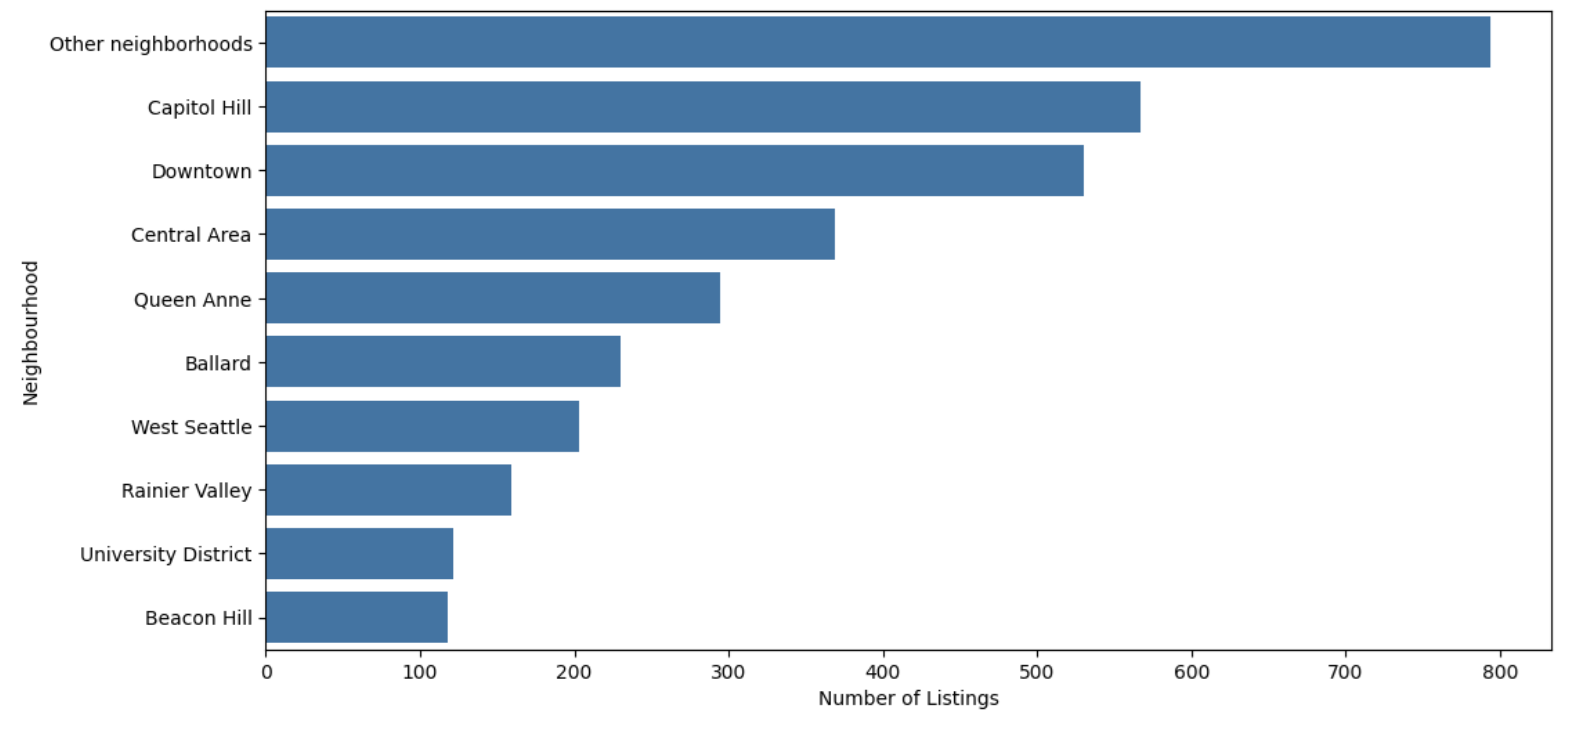 Other neighborhoods
Capitol Hill
Downtown
Central Area
Queen Anne
Ballard
West Seattle
Rainier Valley
University District
Beacon Hill
Neighbourhood
0 100 200 300 400 500 600 700 800
Number of Listings